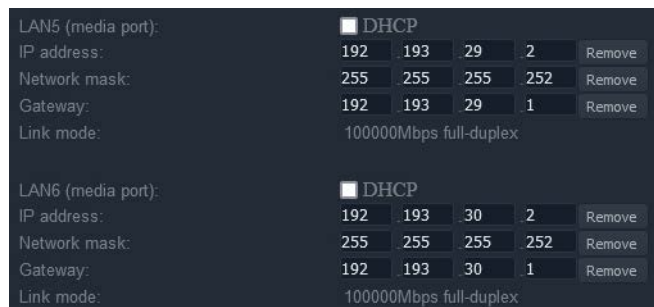 LAN5 (media port): DHCP
IP address: 192 .193 .29 .2 Remove
Network mask: 255 .255 .255 .252 Remove
Gateway: 192 .193 .29 .1 Remove
Link mode: 100000Mbps full-duplex
LAN6 (media port): DHCP
IP address: 192 .193 .30 .2 Remove
Network mask: 255 .255 .255 .252 Remove
Gateway: 192 .193 .30 .1 Remove
Link mode: 100000Mbps full-duplex